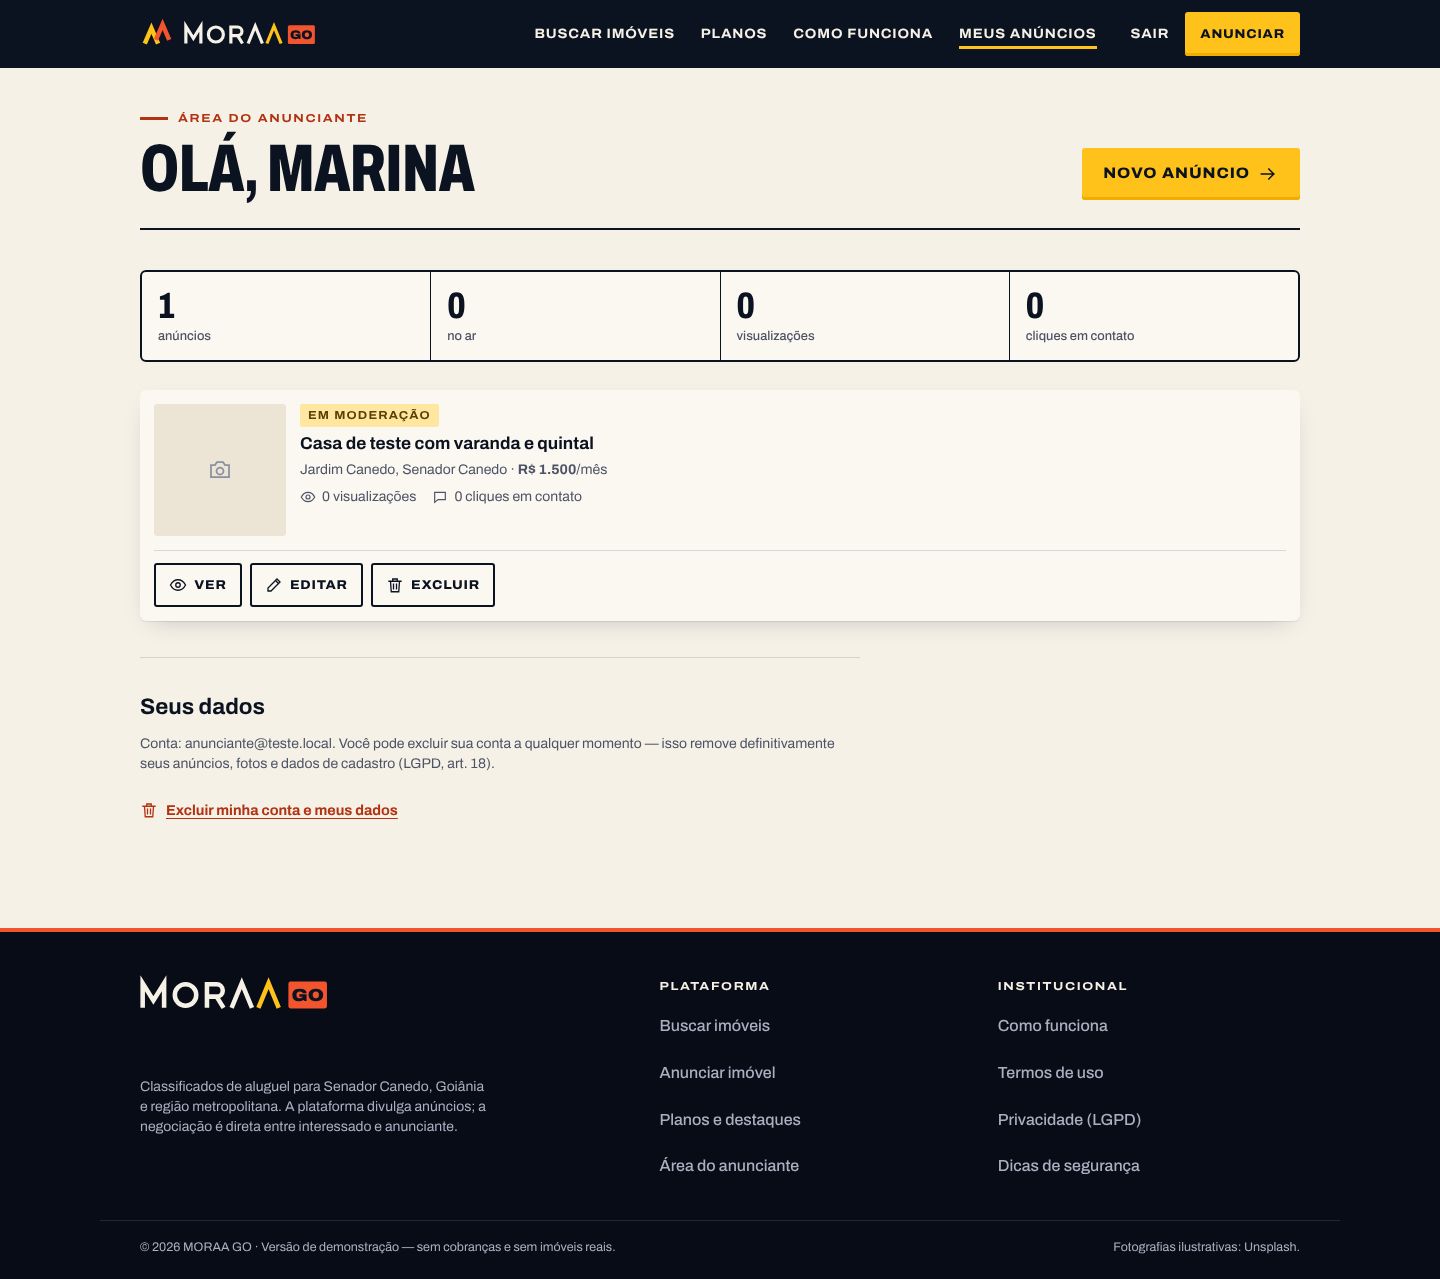 MORAA GO
BUSCAR IMÓVEIS
PLANOS
COMO FUNCIONA
MEUS ANÚNCIOS
SAIR
ANUNCIAR
ÁREA DO ANUNCIANTE
OLÁ, MARINA
NOVO ANÚNCIO
1
anúncios
0
no ar
0
visualizações
0
cliques em contato
EM MODERAÇÃO
Casa de teste com varanda e quintal
Jardim Canedo, Senador Canedo · R$ 1.500/mês
0 visualizações
0 cliques em contato
VER
EDITAR
EXCLUIR
Seus dados
Conta: anunciante@teste.local. Você pode excluir sua conta a qualquer momento — isso remove definitivamente
seus anúncios, fotos e dados de cadastro (LGPD, art. 18).
Excluir minha conta e meus dados
MORAA GO
Classificados de aluguel para Senador Canedo, Goiânia
e região metropolitana. A plataforma divulga anúncios; a
negociação é direta entre interessado e anunciante.
PLATAFORMA
Buscar imóveis
Anunciar imóvel
Planos e destaques
Área do anunciante
INSTITUCIONAL
Como funciona
Termos de uso
Privacidade (LGPD)
Dicas de segurança
© 2026 MORAA GO · Versão de demonstração — sem cobranças e sem imóveis reais.
Fotografias ilustrativas: Unsplash.